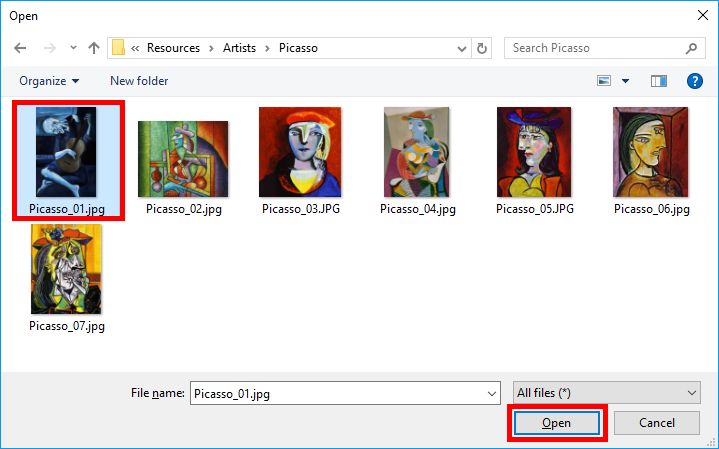 Open
Resources > Artists > Picasso
Search Picasso
Organize
New folder
Picasso_01.jpg
Picasso_02.jpg
Picasso_03.JPG
Picasso_04.jpg
Picasso_05.JPG
Picasso_06.jpg
Picasso_07.jpg
File name:
Picasso_01.jpg
All files (*)
Open
Cancel